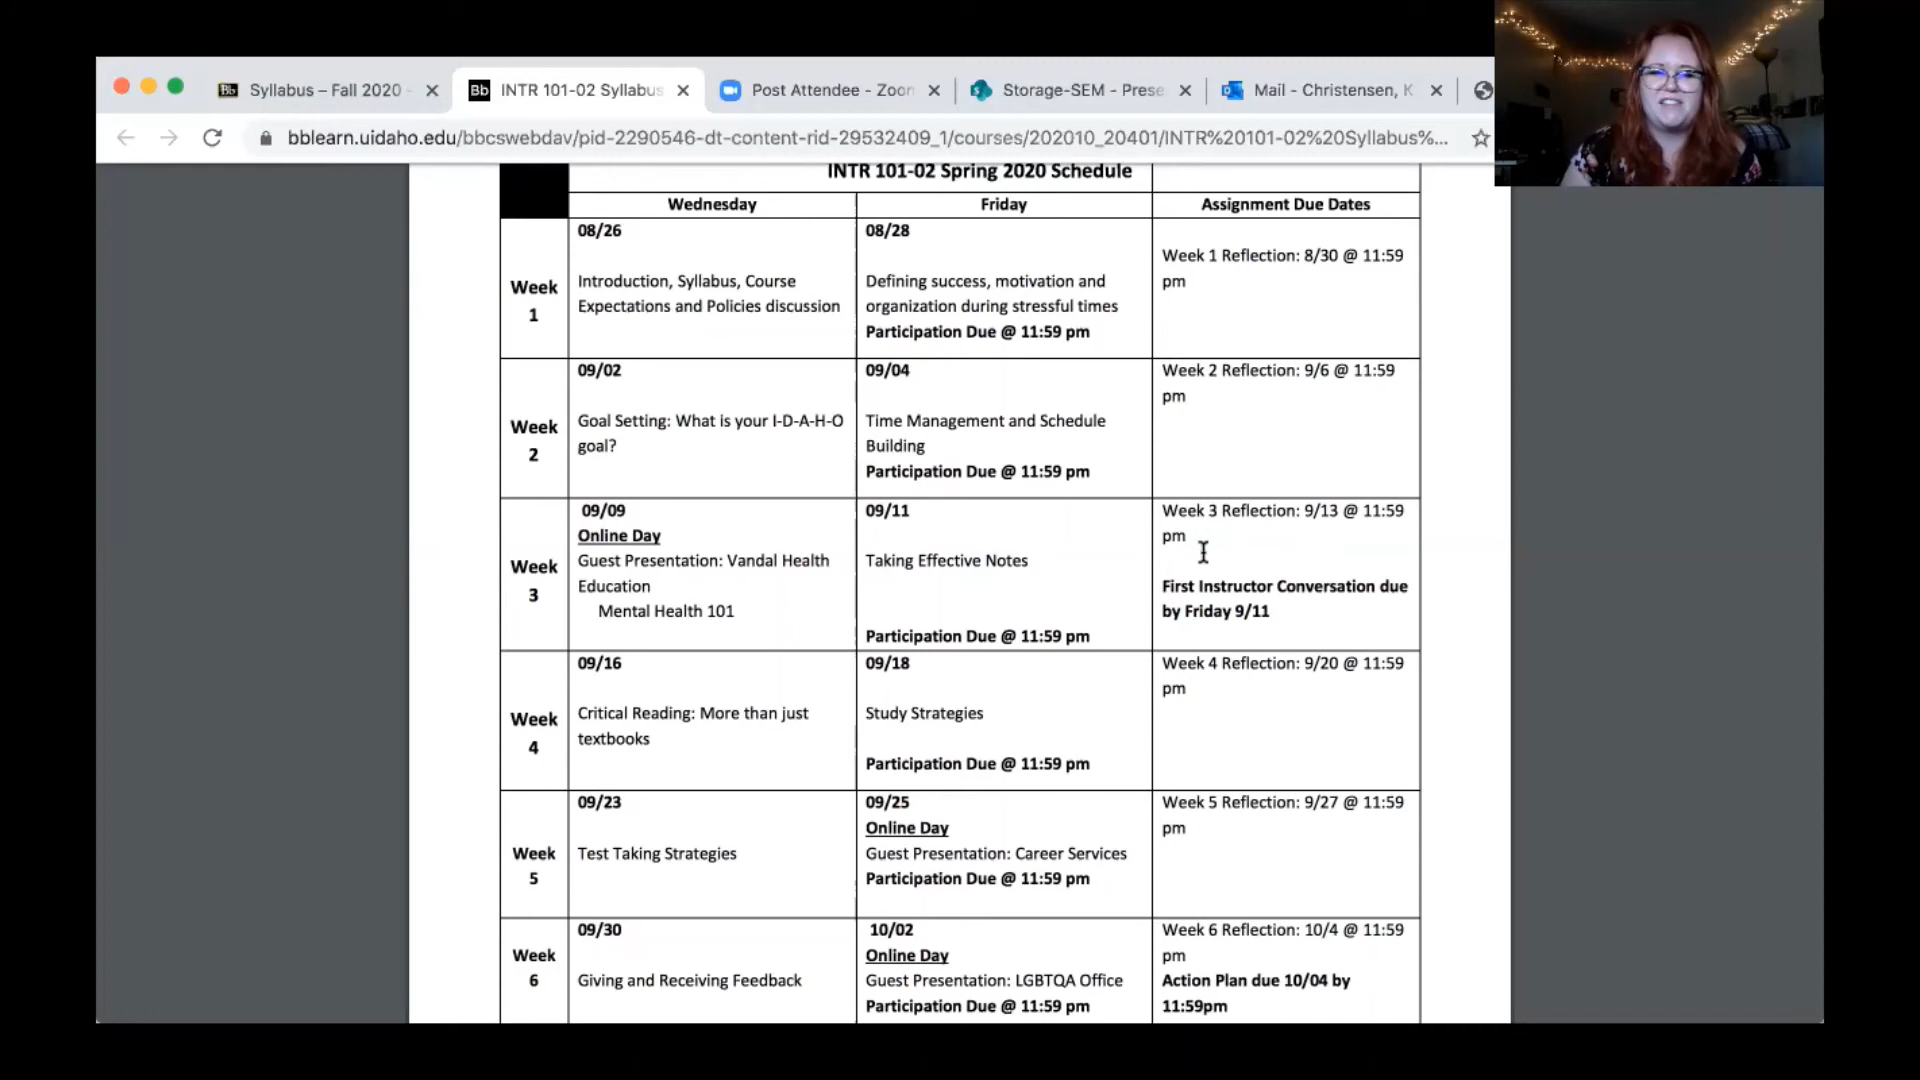 Syllabus – Fall 2020 -
INTR 101-02 Syllabus
Post Attendee - Zoom
Storage-SEM - Prese
Mail - Christensen, K
bblearn.uidaho.edu/bbcswebdav/pid-2290546-dt-content-rid-29532409_1/courses/202010_20401/INTR%20101-02%20Syllabus%...
INTR 101-02 Spring 2020 Schedule
Wednesday
Friday
Assignment Due Dates
Week
1
08/26
Introduction, Syllabus, Course
Expectations and Policies discussion
08/28
Defining success, motivation and
organization during stressful times
Participation Due @ 11:59 pm
Week 1 Reflection: 8/30 @ 11:59
pm
Week
2
09/02
Goal Setting: What is your I-D-A-H-O
goal?
09/04
Time Management and Schedule
Building
Participation Due @ 11:59 pm
Week 2 Reflection: 9/6 @ 11:59
pm
Week
3
09/09
Online Day
Guest Presentation: Vandal Health
Education
Mental Health 101
09/11
Taking Effective Notes
Participation Due @ 11:59 pm
Week 3 Reflection: 9/13 @ 11:59
pm
First Instructor Conversation due
by Friday 9/11
Week
4
09/16
Critical Reading: More than just
textbooks
09/18
Study Strategies
Participation Due @ 11:59 pm
Week 4 Reflection: 9/20 @ 11:59
pm
Week
5
09/23
Test Taking Strategies
09/25
Online Day
Guest Presentation: Career Services
Participation Due @ 11:59 pm
Week 5 Reflection: 9/27 @ 11:59
pm
Week
6
09/30
Giving and Receiving Feedback
10/02
Online Day
Guest Presentation: LGBTQA Office
Participation Due @ 11:59 pm
Week 6 Reflection: 10/4 @ 11:59
pm
Action Plan due 10/04 by
11:59pm